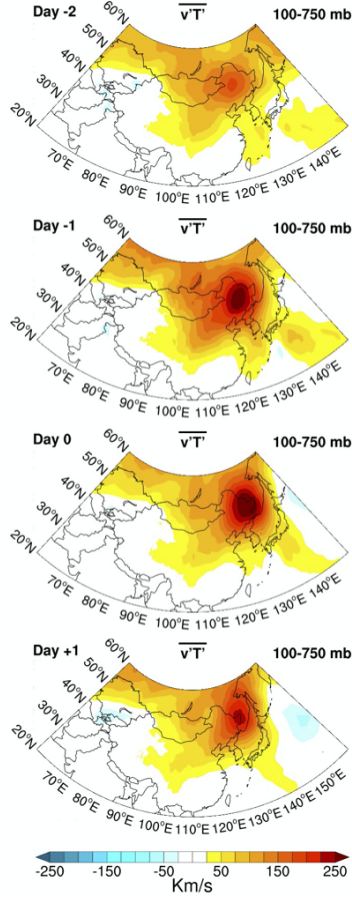 Day -2 v'T' 100-750 mb
60°N
50°N
40°N
30°N
20°N
70°E 80°E 90°E 100°E 110°E 120°E 130°E 140°E
Day -1 v'T' 100-750 mb
60°N
50°N
40°N
30°N
20°N
70°E 80°E 90°E 100°E 110°E 120°E 130°E 140°E
Day 0 v'T' 100-750 mb
60°N
50°N
40°N
30°N
20°N
70°E 80°E 90°E 100°E 110°E 120°E 130°E 140°E
Day +1 v'T' 100-750 mb
60°N
50°N
40°N
30°N
20°N
70°E 80°E 90°E 100°E 110°E 120°E 130°E 140°E 150°E
-250 -150 -50 50 150 250
Km/s